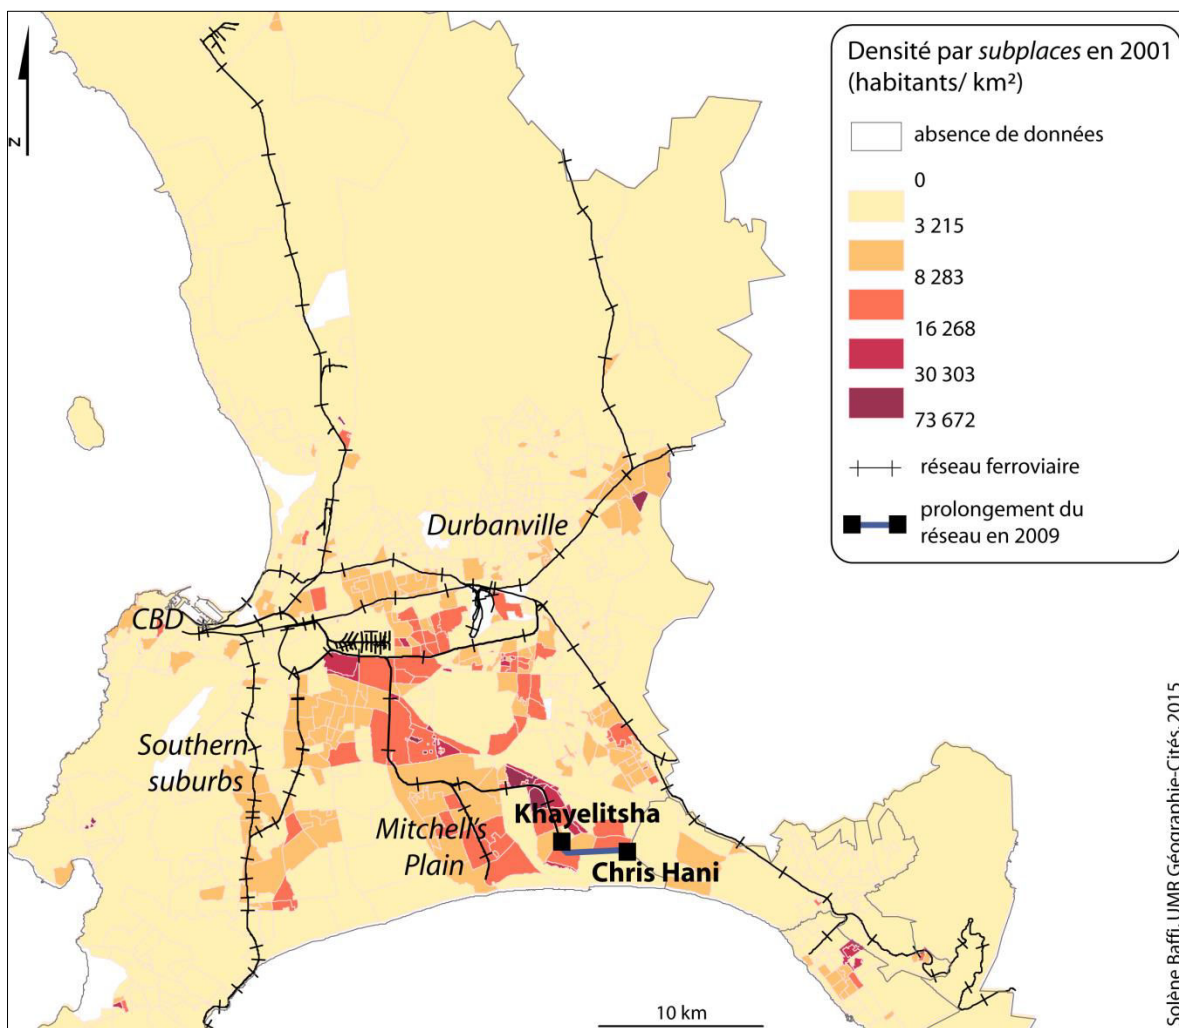 N
Densité par subplaces en 2001
(habitants/ km²)
absence de données
0
3 215
8 283
16 268
30 303
73 672
réseau ferroviaire
prolongement du
réseau en 2009
Durbanville
CBD
Southern
suburbs
Mitchell's
Plain
Khayelitsha
Chris Hani
10 km
Solène Baffi, UMR Géographie-Cités, 2015